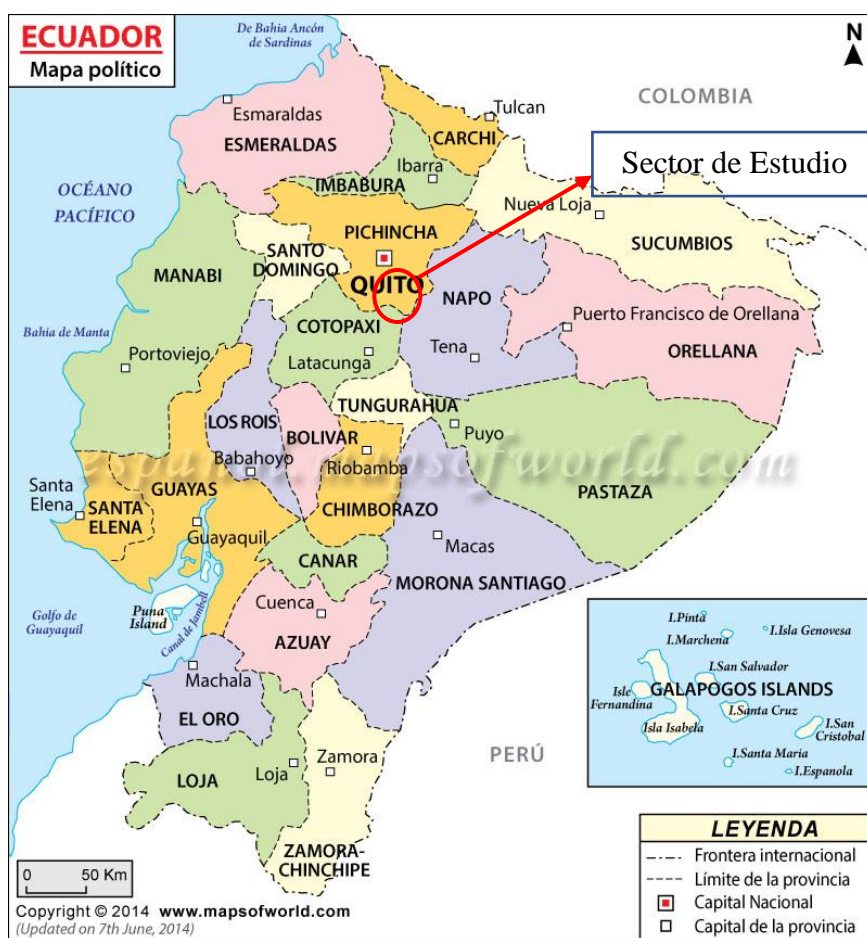 ECUADOR
Mapa político
De Bahia Ancón
de Sardinas
N
COLOMBIA
Tulcan
Esmaraldas
ESMERALDAS
CARCHI
Ibarra
IMBABURA
Sector de Estudio
OCÉANO
PACÍFICO
Nueva Loja
PICHINCHA
SUCUMBIOS
SANTO
DOMINGO
MANABI
QUITO
NAPO
COTOPAXI
Puerto Francisco de Orellana
Bahia de Manta
Portoviejo
Latacunga
Tena
ORELLANA
TUNGURAHUA
LOS ROIS
BOLIVAR
Puyo
Babahoyo
Riobamba
espanol.mapsofworld.com
Santa
Elena
GUAYAS
PASTAZA
SANTA
ELENA
CHIMBORAZO
Guayaquil
Macas
CANAR
MORONA SANTIAGO
Puna
Island
Golfo de
Guayaquil
Canal de Jambeli
Cuenca
AZUAY
Machala
EL ORO
PERÚ
LOJA
Loja
Zamora
ZAMORA-
CHINCHIPE
I.Pinta
I.Marchena
I.Isla Genovesa
I.San Salvador
Isle
Fernandina
GALAPOGOS ISLANDS
I.Santa Cruz
Isla Isabela
I.San
Cristobal
I.Santa Maria
I.Espanola
LEYENDA
Frontera internacional
Límite de la provincia
Capital Nacional
Capital de la provincia
0 50 Km
Copyright © 2014 www.mapsofworld.com
(Updated on 7th June, 2014)